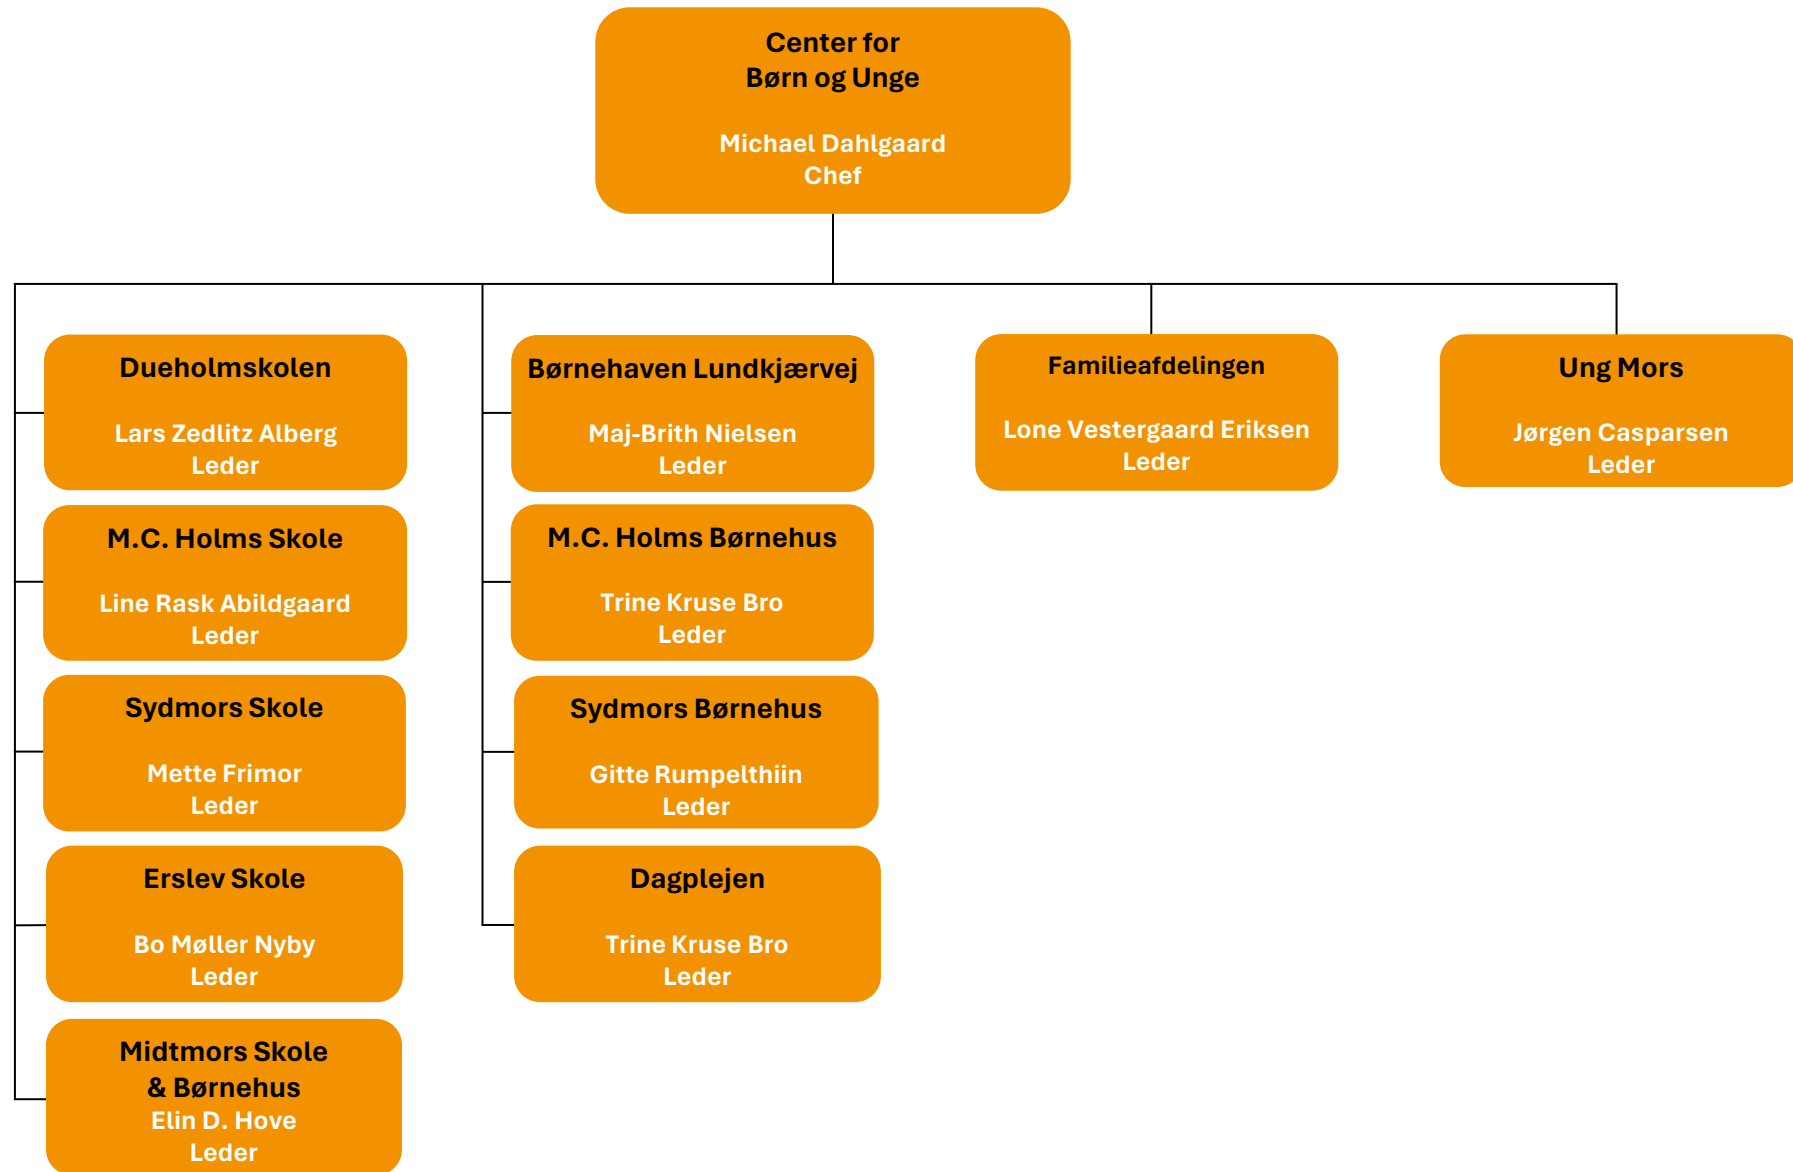 Center for
Børn og Unge
Michael Dahlgaard
Chef
Dueholmskolen
Lars Zedlitz Alberg
Leder
M.C. Holms Skole
Line Rask Abildgaard
Leder
Sydmors Skole
Mette Frimor
Leder
Erslev Skole
Bo Møller Nyby
Leder
Midtmors Skole
& Børnehus
Elin D. Hove
Leder
Børnehaven Lundkjærvej
Maj-Brith Nielsen
Leder
M.C. Holms Børnehus
Trine Kruse Bro
Leder
Sydmors Børnehus
Gitte Rumpelthiin
Leder
Dagplejen
Trine Kruse Bro
Leder
Familieafdelingen
Lone Vestergaard Eriksen
Leder
Ung Mors
Jørgen Casparsen
Leder